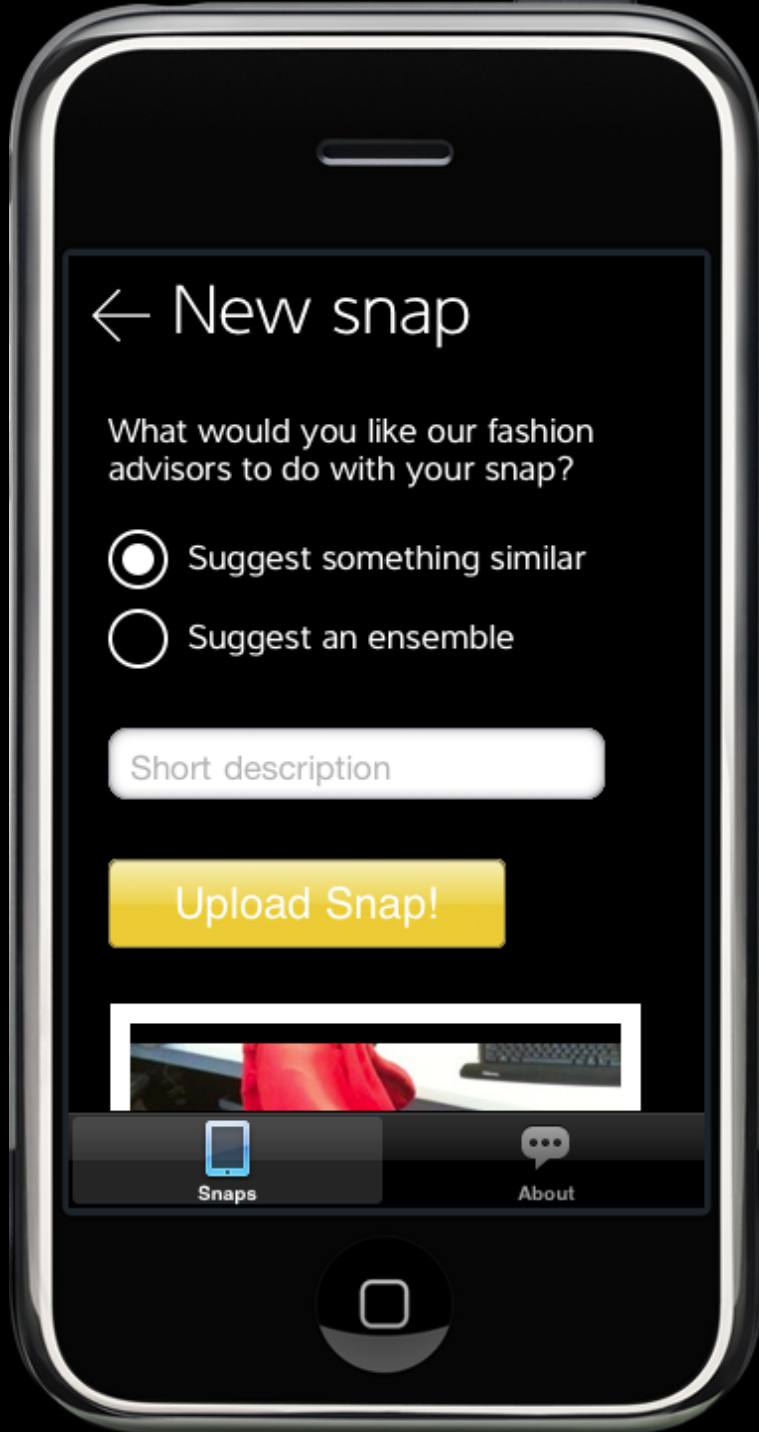 New snap
What would you like our fashion
advisors to do with your snap?
Suggest something similar
Suggest an ensemble
Short description
Upload Snap!
Snaps
About